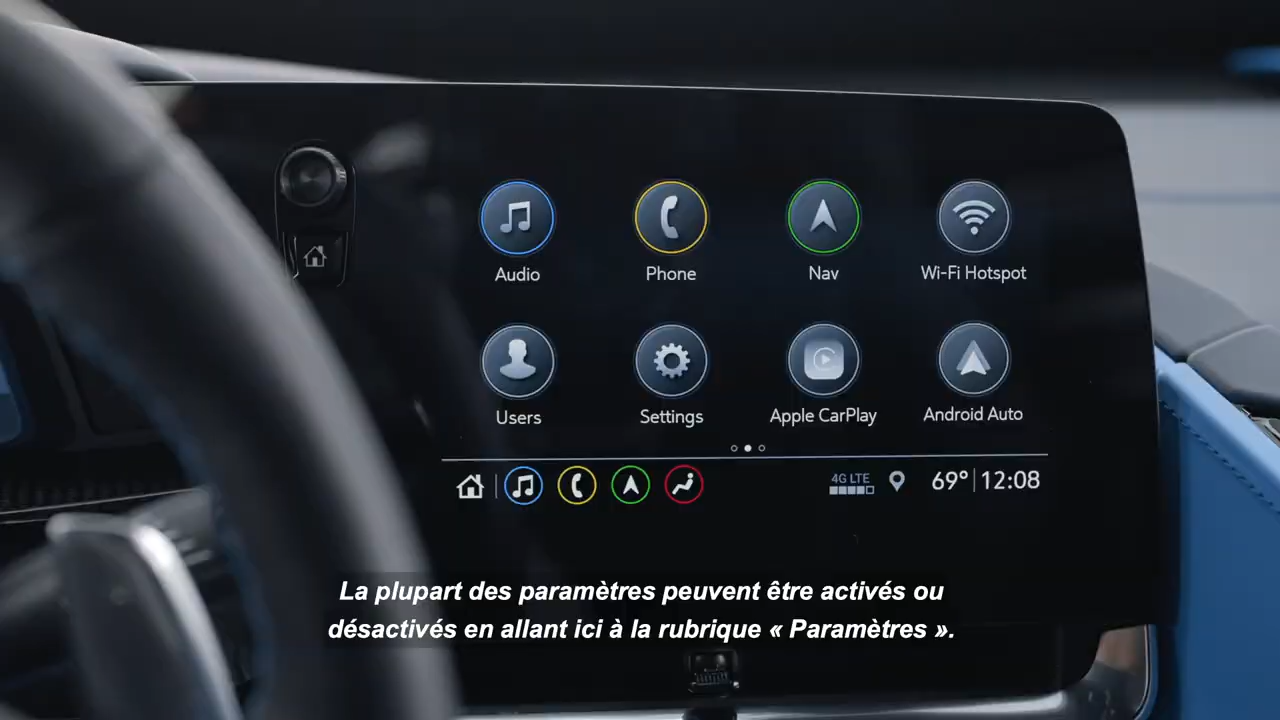 Audio
Phone
Nav
Wi-Fi Hotspot
Users
Settings
Apple CarPlay
Android Auto
4G LTE
69° 12:08
La plupart des paramètres peuvent être activés ou
désactivés en allant ici à la rubrique « Paramètres ».